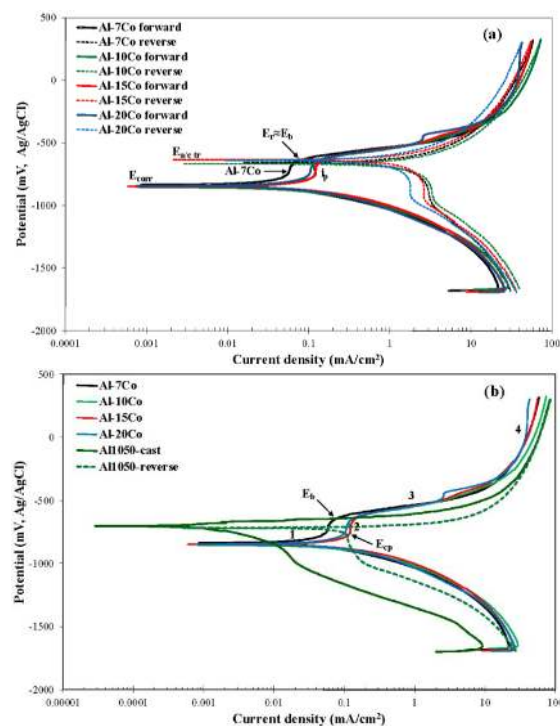 500
0
-500
-1000
-1500
-2000
Potential (mV, Ag/AgCl)
Al-7Co forward
Al-7Co reverse
Al-10Co forward
Al-10Co reverse
Al-15Co forward
Al-15Co reverse
Al-20Co forward
Al-20Co reverse
(a)
Er≈Eb
Ea/c tr
Al-7Co
ip
Ecorr
0.0001 0.001 0.01 0.1 1 10 100
Current density (mA/cm²)
500
0
-500
-1000
-1500
-2000
Potential (mV, Ag/AgCl)
Al-7Co
Al-10Co
Al-15Co
Al-20Co
Al1050-cast
Al1050-reverse
(b)
4
3
Eb
1
2
Ecp
0.00001 0.0001 0.001 0.01 0.1 1 10 100
Current density (mA/cm²)